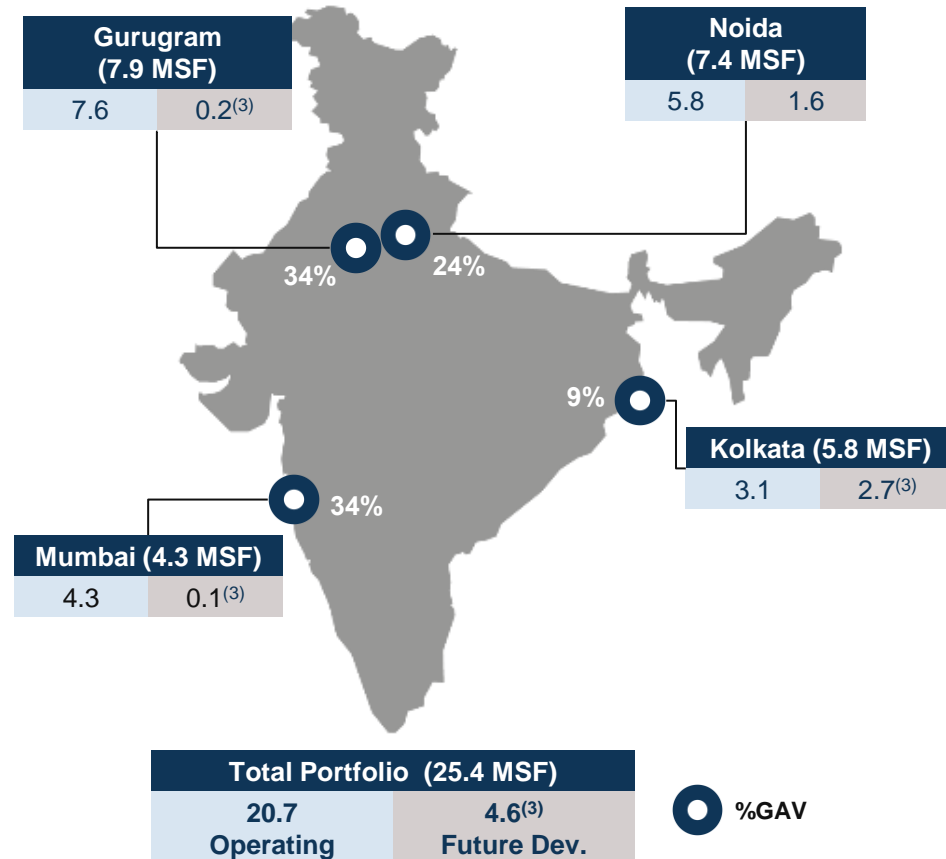 Gurugram
(7.9 MSF)
7.6 0.2(3)
Noida
(7.4 MSF)
5.8 1.6
34%
24%
9%
Kolkata (5.8 MSF)
3.1 2.7(3)
34%
Mumbai (4.3 MSF)
4.3 0.1(3)
Total Portfolio (25.4 MSF)
20.7 4.6(3)
Operating Future Dev.
%GAV